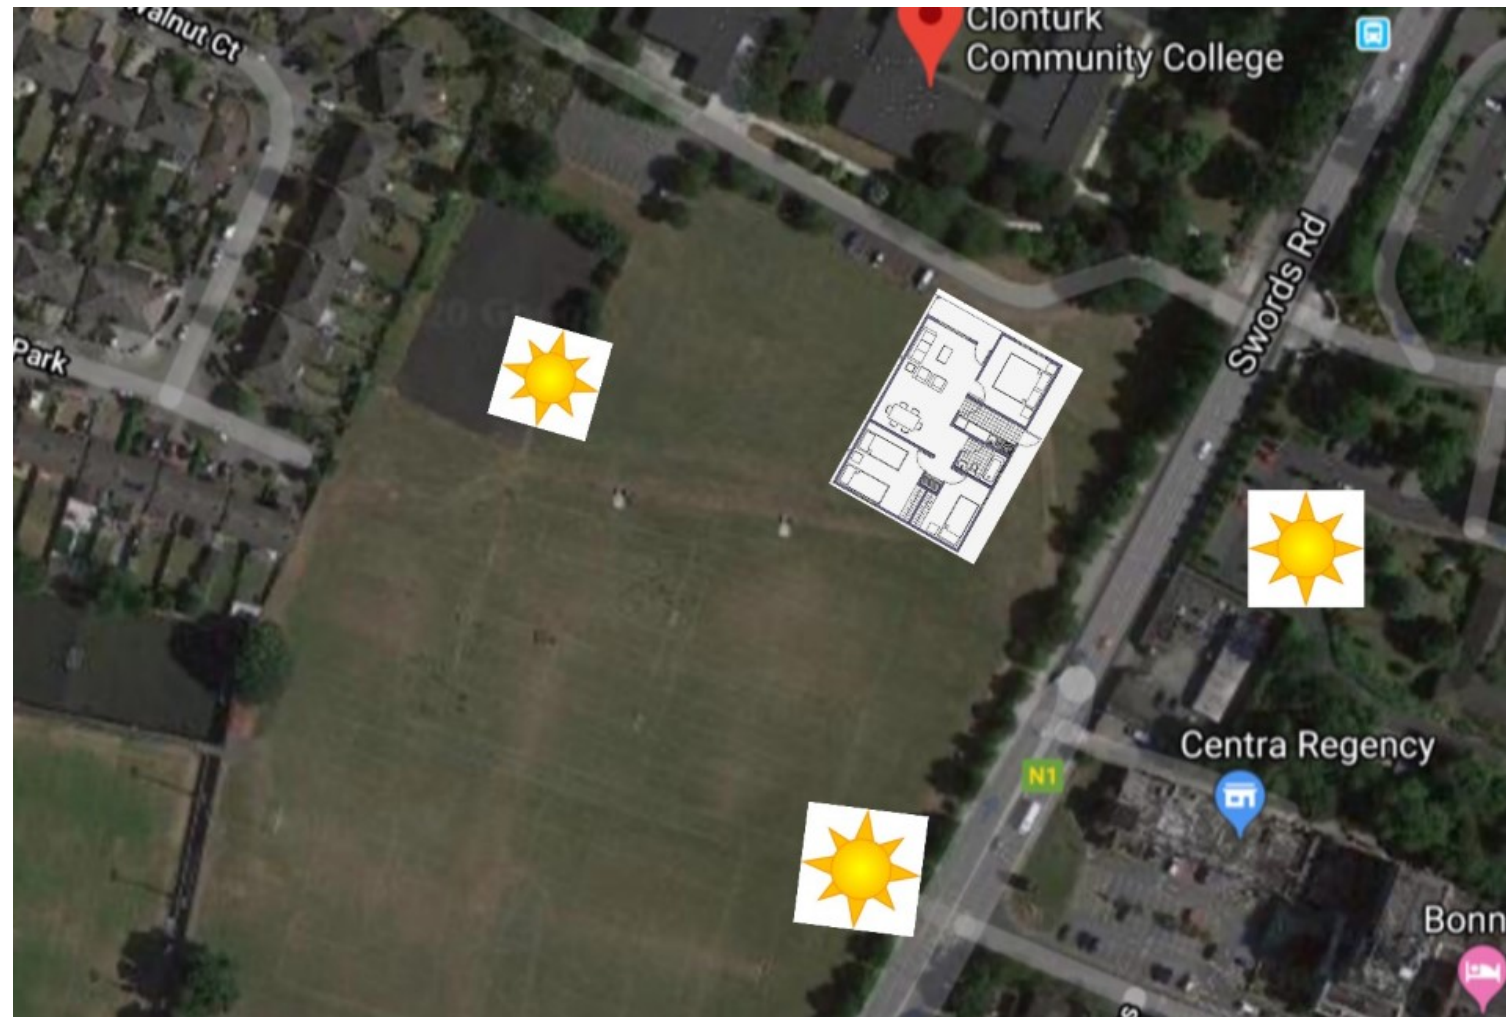 Walnut Ct
Clonturk
Community College
Swords Rd
Park
Centra Regency
N1
Bonn
s